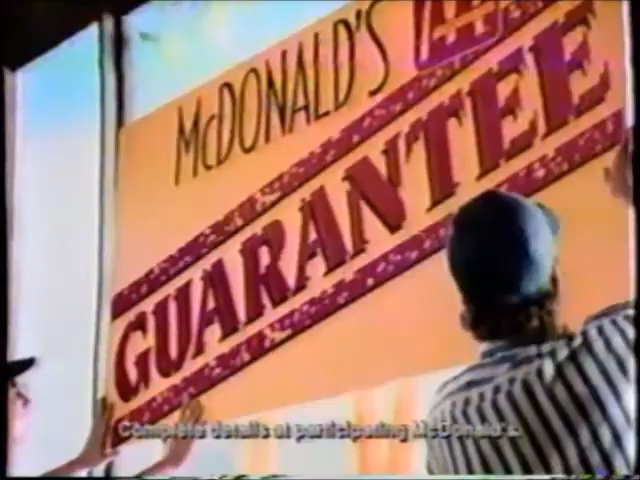 McDONALD'S
GUARANTEE
Complete details at participating McDonald's.